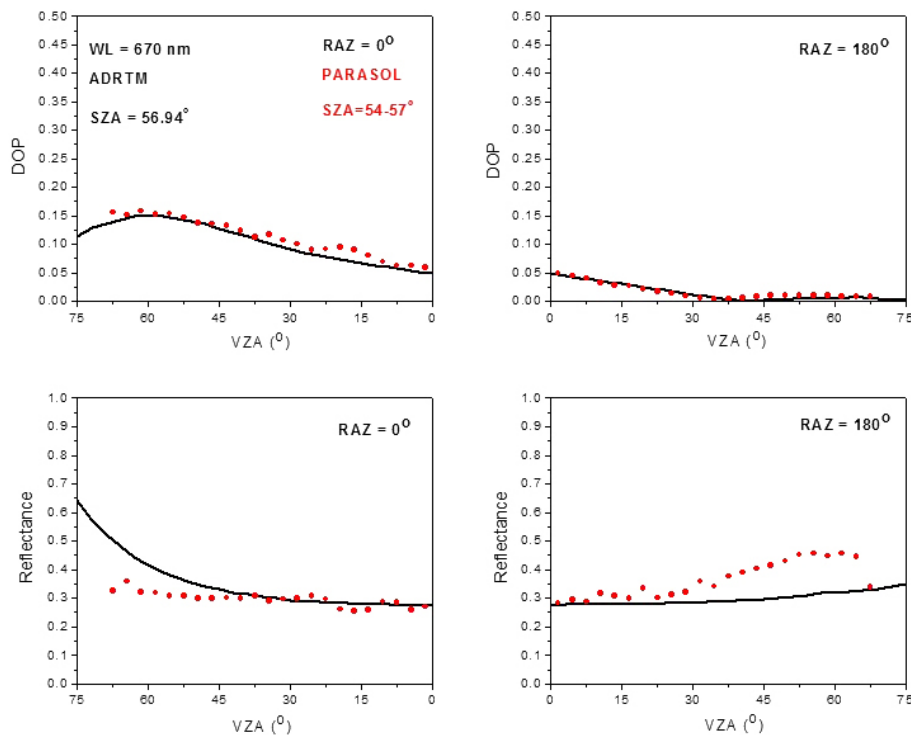 0.50
0.45
0.40
0.35
0.30
0.25
0.20
0.15
0.10
0.05
0.00
DOP
WL = 670 nm
RAZ = 0°
ADRTM
PARASOL
SZA = 56.94°
SZA=54-57°
75 60 45 30 15 0
VZA (°)
0.50
0.45
0.40
0.35
0.30
0.25
0.20
0.15
0.10
0.05
0.00
DOP
RAZ = 180°
0 15 30 45 60 75
VZA (°)
1.0
0.9
0.8
0.7
0.6
0.5
0.4
0.3
0.2
0.1
0.0
Reflectance
RAZ = 0°
75 60 45 30 15 0
VZA (°)
1.0
0.9
0.8
0.7
0.6
0.5
0.4
0.3
0.2
0.1
0.0
Reflectance
RAZ = 180°
0 15 30 45 60 75
VZA (°)